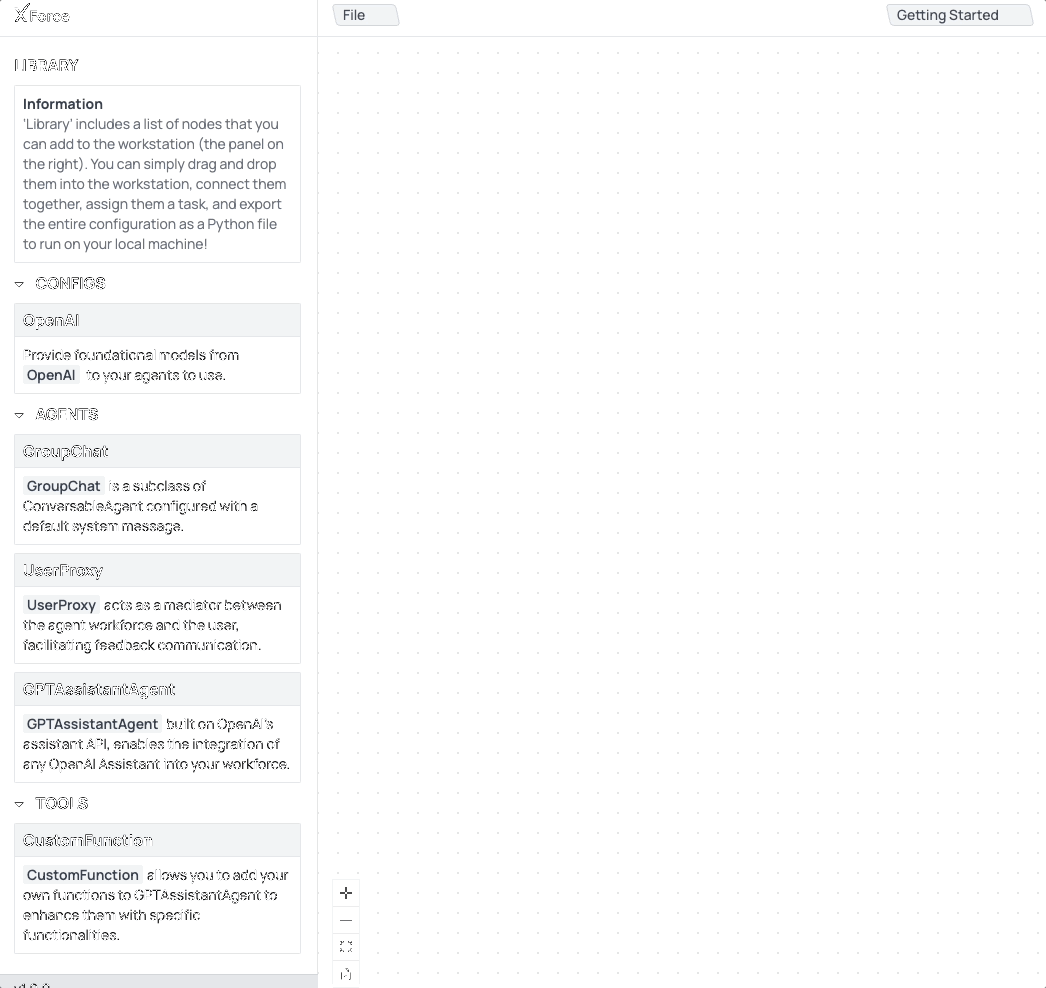 XForce
File
Getting Started
LIBRARY
Information
'Library' includes a list of nodes that you
can add to the workstation (the panel on
the right). You can simply drag and drop
them into the workstation, connect them
together, assign them a task, and export
the entire configuration as a Python file
to run on your local machine!
CONFIGS
OpenAI
Provide foundational models from
OpenAI to your agents to use.
AGENTS
GroupChat
GroupChat is a subclass of
ConversableAgent configured with a
default system message.
UserProxy
UserProxy acts as a mediator between
the agent workforce and the user,
facilitating feedback communication.
GPTAssistantAgent
GPTAssistantAgent built on OpenAI's
assistant API, enables the integration of
any OpenAI Assistant into your workforce.
TOOLS
CustomFunction
CustomFunction allows you to add your
own functions to GPTAssistantAgent to
enhance them with specific
functionalities.